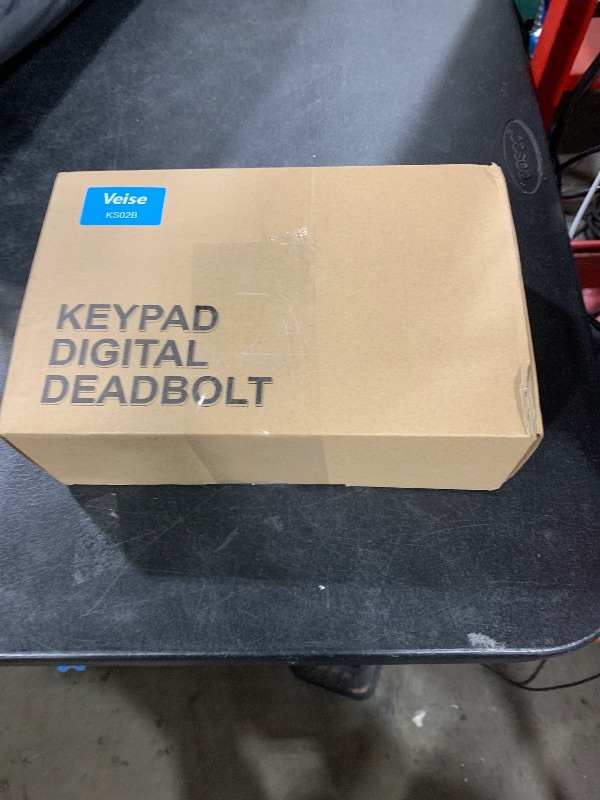 Veise
KS02B
KEYPAD
DIGITAL
DEADBOLT